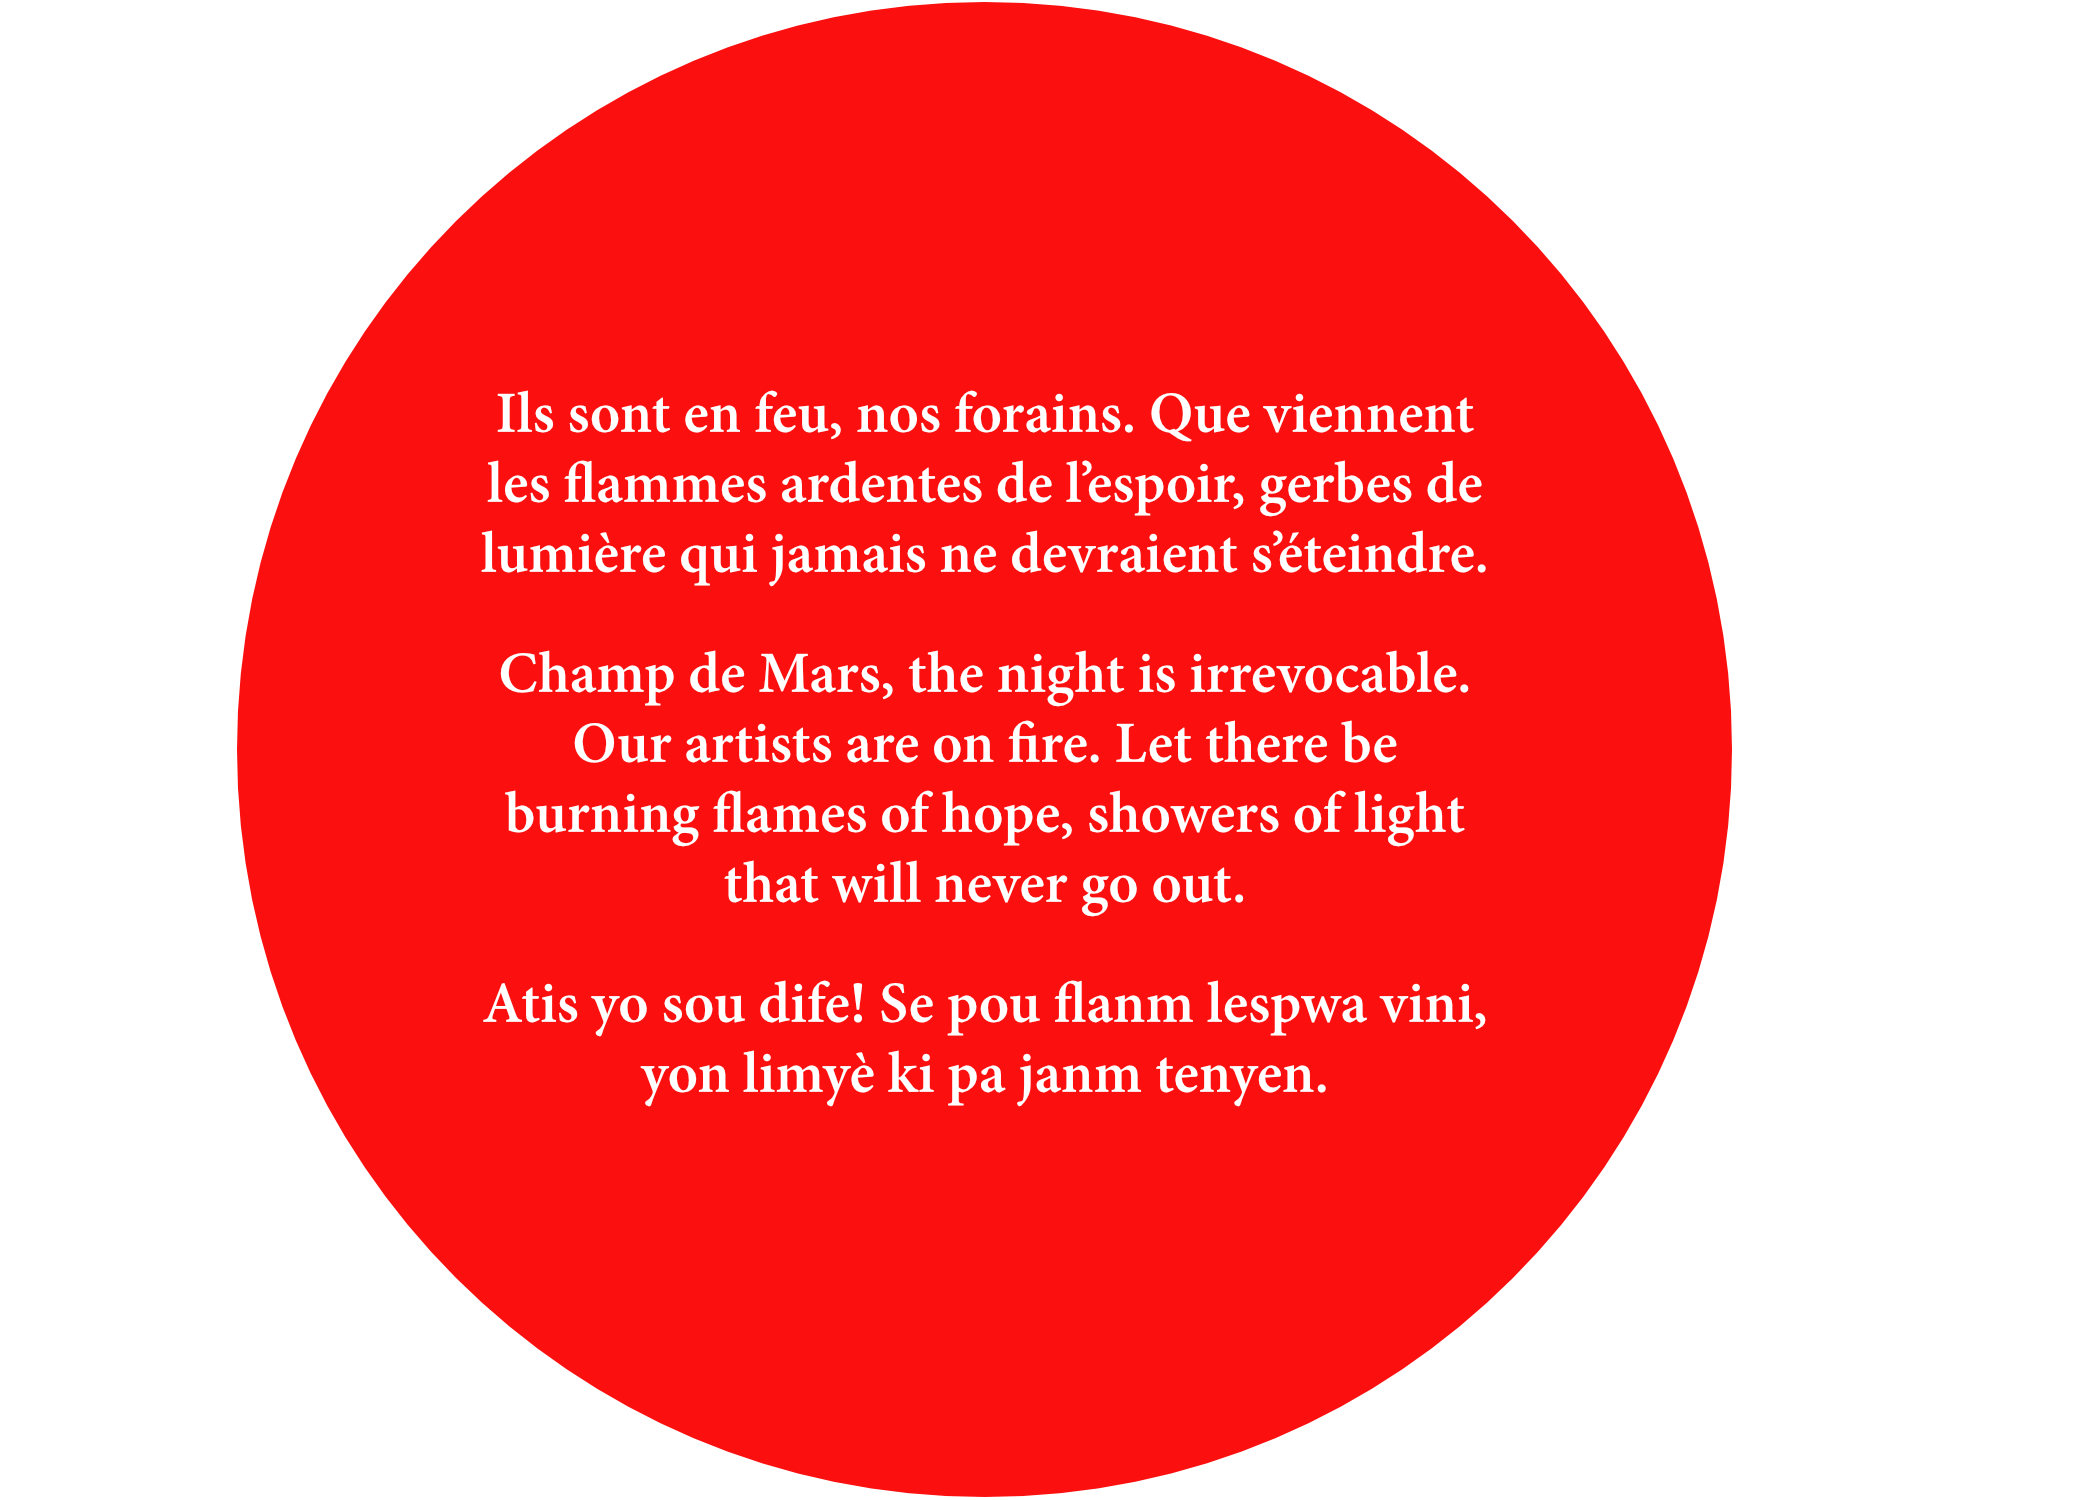 Ils sont en feu, nos forains. Que viennent
les flammes ardentes de l’espoir, gerbes de
lumière qui jamais ne devraient s’éteindre.
Champ de Mars, the night is irrevocable.
Our artists are on fire. Let there be
burning flames of hope, showers of light
that will never go out.
Atis yo sou dife! Se pou flanm lespwa vini,
yon limyè ki pa janm tenyen.